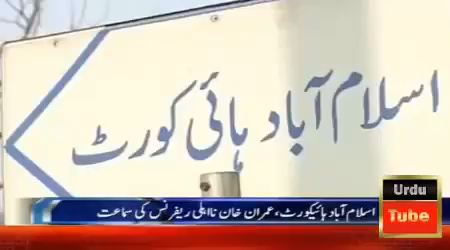 اسلام آباد ہائی کورٹ
اسلام آباد ہائیکورٹ، عمران خان نااہلی ریفرنس کی سماعت
Urdu
Tube